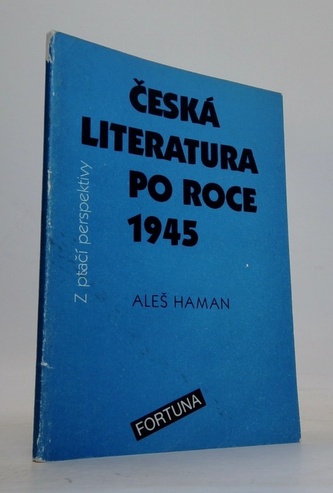 ČESKÁ
LITERATURA
PO ROCE
1945
Z ptačí perspektivy
ALEŠ HAMAN
FORTUNA